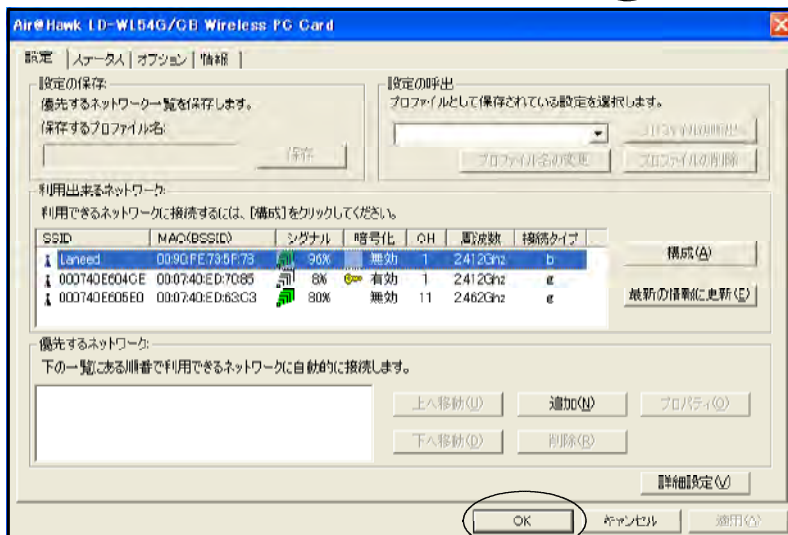 Air@Hawk LD-WL54G/CB Wireless PC Card
設定 ステータス オプション 情報
設定の保存:
優先するネットワーク一覧を保存します。
保存するプロファイル名:
保存
設定の呼出
プロファイルとして保存されている設定を選択します。
プロファイルの呼出
プロファイル名の変更 プロファイルの削除
利用出来るネットワーク:
利用できるネットワークに接続するには、[構成]をクリックしてください。
SSID MAC(BSSID) シグナル 暗号化 CH 周波数 接続タイプ
Laneed 00:90:FE:73:5F:73 96% 無効 1 2412Ghz b
000740E604CE 00:07:40:ED:70:85 8% 有効 1 2412Ghz g
000740E605E0 00:07:40:ED:63:C3 80% 無効 11 2462Ghz g
構成(A)
最新の情報に更新(E)
優先するネットワーク:
下の一覧にある順番で利用できるネットワークに自動的に接続します。
上へ移動(U) 追加(N) プロパティ(O)
下へ移動(D) 削除(R)
詳細設定(V)
OK キャンセル 適用(A)